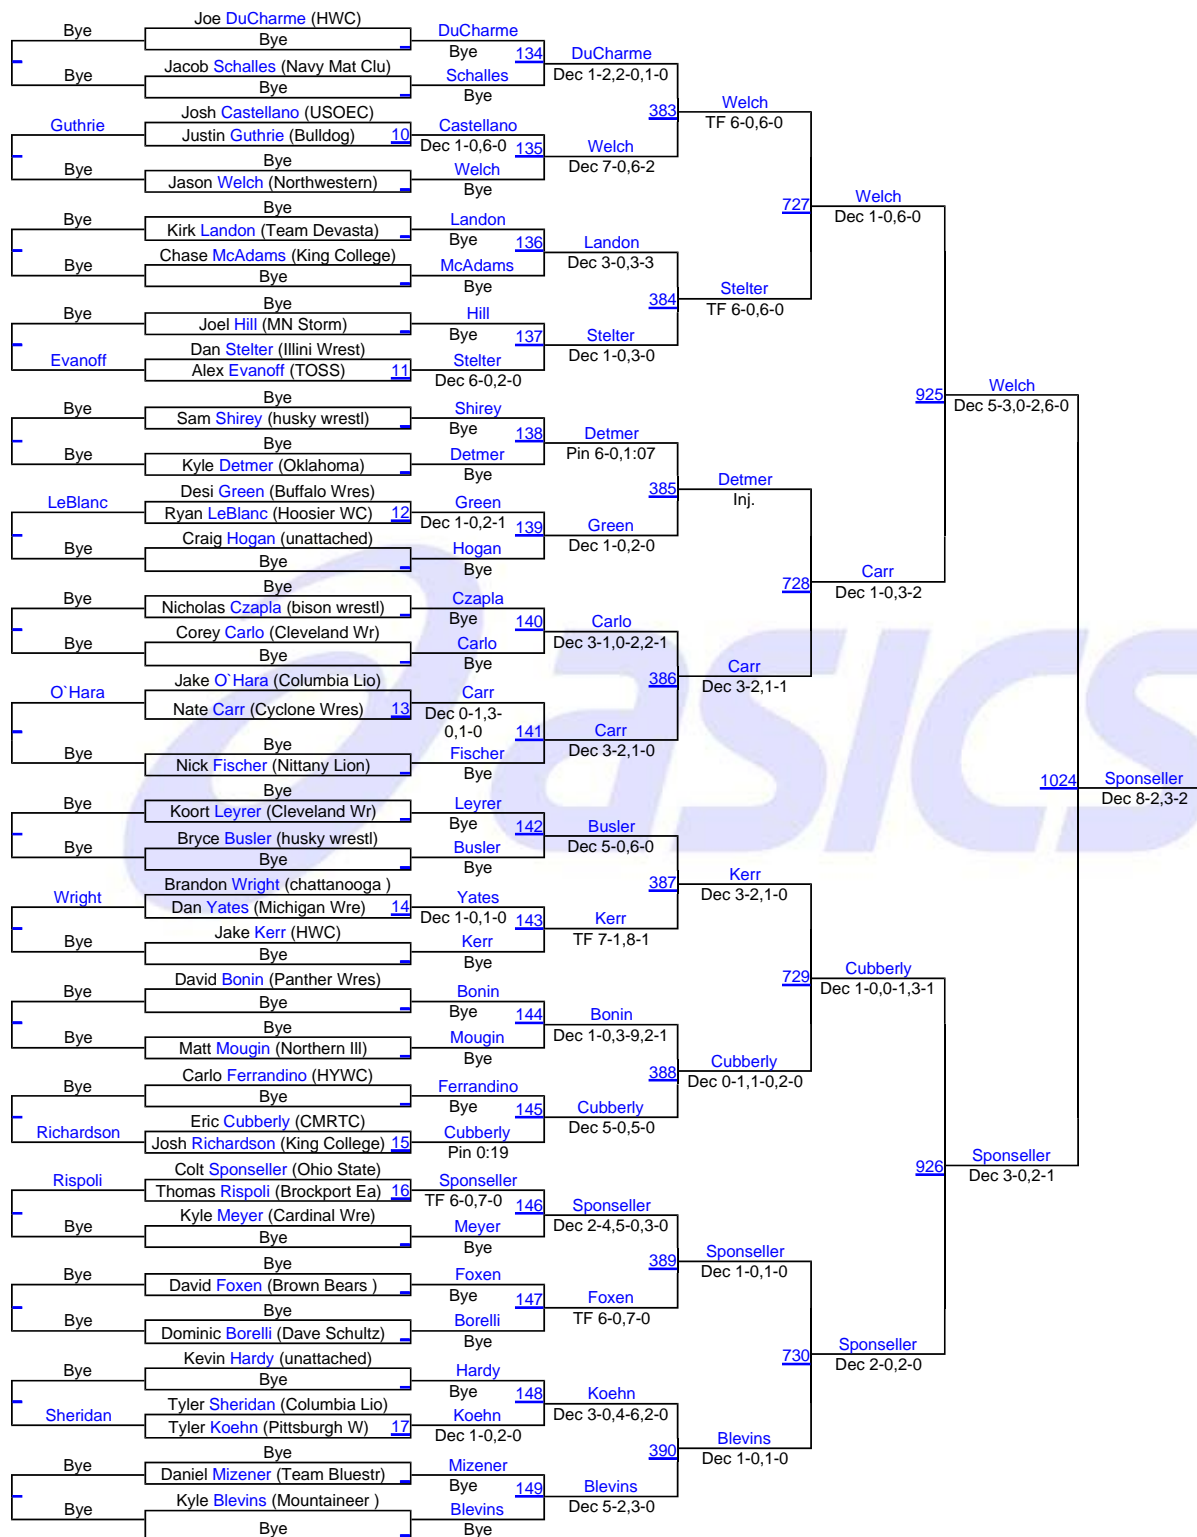 Joe DuCharme (HWC)
Bye DuCharme
Bye
Bye 134 DuCharme
Jacob Schalles (Navy Mat Clu) Dec 1-2,2-0,1-0
Bye Schalles
Bye
Bye
383 Welch
TF 6-0,6-0
Josh Castellano (USOEC)
Guthrie Castellano
Justin Guthrie (Bulldog) 10
Dec 1-0,6-0 135 Welch
Bye Dec 7-0,6-2
Bye Welch
Jason Welch (Northwestern)
Bye
727 Welch
Dec 1-0,6-0
Bye
Bye Landon
Kirk Landon (Team Devasta)
Bye 136 Landon
Chase McAdams (King College) Dec 3-0,3-3
Bye McAdams
Bye
Bye
384 Stelter
TF 6-0,6-0
Bye
Bye Hill
Joel Hill (MN Storm)
Bye 137 Stelter
Dan Stelter (Illini Wrest) Dec 1-0,3-0
Evanoff Stelter
Alex Evanoff (TOSS) 11
Dec 6-0,2-0
925 Welch
Dec 5-3,0-2,6-0
Bye
Bye Shirey
Sam Shirey (husky wrestl)
Bye 138 Detmer
Bye Pin 6-0,1:07
Bye Detmer
Kyle Detmer (Oklahoma)
Bye
385 Detmer
Inj.
Desi Green (Buffalo Wres)
LeBlanc Green
Ryan LeBlanc (Hoosier WC) 12
Dec 1-0,2-1 139 Green
Craig Hogan (unattached) Dec 1-0,2-0
Bye Hogan
Bye
Bye
728 Carr
Dec 1-0,3-2
Bye
Bye Czapla
Nicholas Czapla (bison wrestl)
Bye 140 Carlo
Corey Carlo (Cleveland Wr) Dec 3-1,0-2,2-1
Bye Carlo
Bye
Bye
386 Carr
Dec 3-2,1-1
Jake O`Hara (Columbia Lio)
O`Hara Carr
Nate Carr (Cyclone Wres) 13
Dec 0-1,3-
0,1-0 141 Carr
Bye Dec 3-2,1-0
Bye Fischer
Nick Fischer (Nittany Lion)
Bye
asics
1024 Sponseller
Dec 8-2,3-2
Bye
Bye Leyrer
Koort Leyrer (Cleveland Wr)
Bye 142 Busler
Bryce Busler (husky wrestl) Dec 5-0,6-0
Bye Busler
Bye
Bye
387 Kerr
Dec 3-2,1-0
Brandon Wright (chattanooga )
Wright Yates
Dan Yates (Michigan Wre) 14
Dec 1-0,1-0 143 Kerr
Jake Kerr (HWC) TF 7-1,8-1
Bye Kerr
Bye
Bye
729 Cubberly
Dec 1-0,0-1,3-1
David Bonin (Panther Wres)
Bye Bonin
Bye
Bye 144 Bonin
Bye Dec 1-0,3-9,2-1
Bye Mougin
Matt Mougin (Northern Ill)
Bye
388 Cubberly
Dec 0-1,1-0,2-0
Carlo Ferrandino (HYWC)
Bye Ferrandino
Bye
Bye 145 Cubberly
Eric Cubberly (CMRTC) Dec 5-0,5-0
Richardson Cubberly
Josh Richardson (King College) 15
Pin 0:19
926 Sponseller
Dec 3-0,2-1
Colt Sponseller (Ohio State)
Rispoli Sponseller
Thomas Rispoli (Brockport Ea) 16
TF 6-0,7-0 146 Sponseller
Kyle Meyer (Cardinal Wre) Dec 2-4,5-0,3-0
Bye Meyer
Bye
Bye
389 Sponseller
Dec 1-0,1-0
Bye
Bye Foxen
David Foxen (Brown Bears )
Bye 147 Foxen
Bye TF 6-0,7-0
Bye Borelli
Dominic Borelli (Dave Schultz)
Bye
730 Sponseller
Dec 2-0,2-0
Kevin Hardy (unattached)
Bye Hardy
Bye
Bye 148 Koehn
Tyler Sheridan (Columbia Lio) Dec 3-0,4-6,2-0
Sheridan Koehn
Tyler Koehn (Pittsburgh W) 17
Dec 1-0,2-0
390 Blevins
Dec 1-0,1-0
Bye
Bye Mizener
Daniel Mizener (Team Bluestr)
Bye 149 Blevins
Kyle Blevins (Mountaineer ) Dec 5-2,3-0
Bye Blevins
Bye
Bye